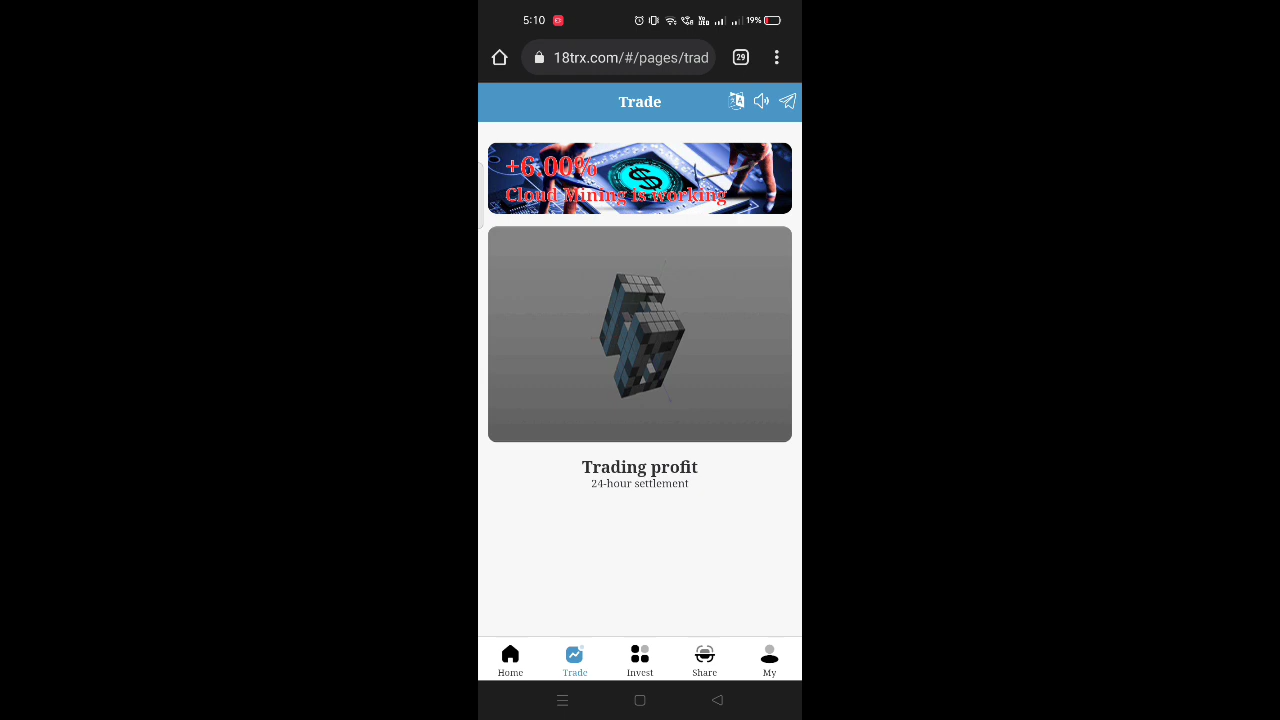 5:10
19%
18trx.com/#/pages/trad
29
Trade
+6.00%
Cloud Mining is working
Trading profit
24-hour settlement
Home
Trade
Invest
Share
My